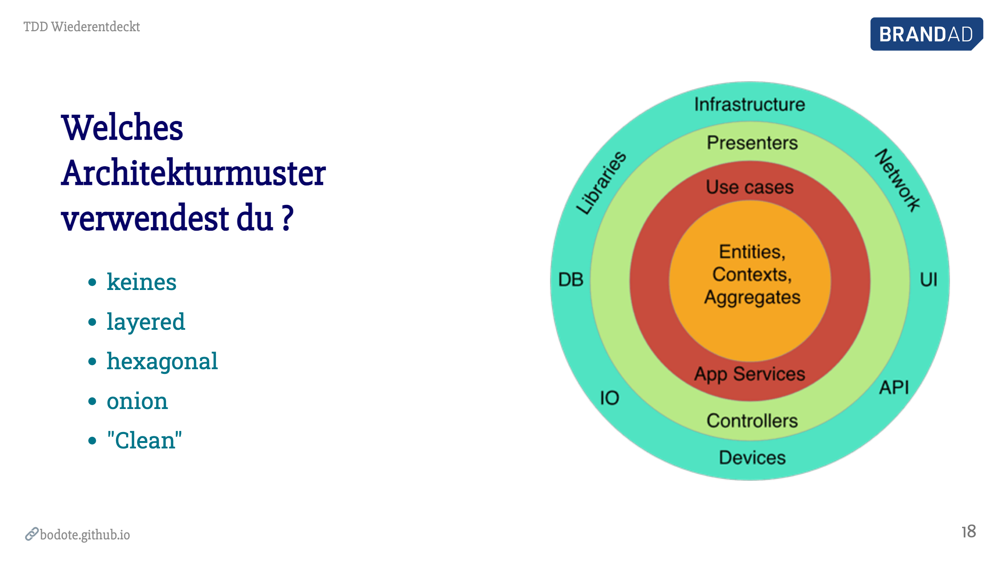 TDD Wiederentdeckt
BRANDAD
Welches
Architekturmuster
verwendest du ?
• keines
• layered
• hexagonal
• onion
• "Clean"
Infrastructure
Presenters
Libraries
Network
Use cases
Entities,
Contexts,
Aggregates
DB
UI
App Services
IO
API
Controllers
Devices
bodote.github.io
18